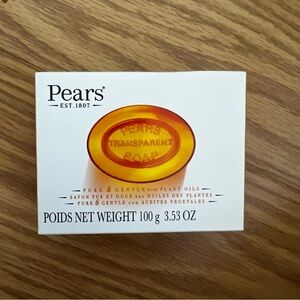 Pears®
EST. 1807
PEARS
TRANSPARENT
SOAP
PURE & GENTLE WITH PLANT OILS
SAVON PUR ET DOUX AUX HUILES DES PLANTES
PURE & GENTLE CON ACEITES VEGETALES
POIDS NET WEIGHT 100 g 3.53 OZ